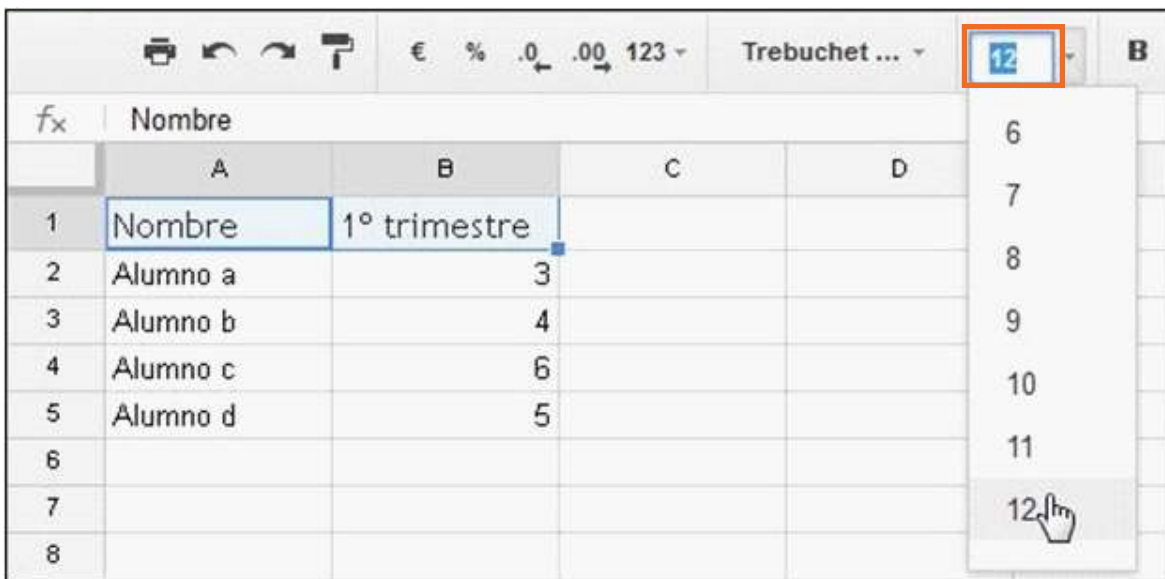 € % .0 .00 123 Trebuchet ... 12 B
fx Nombre
A B C D
1 Nombre 1º trimestre
2 Alumno a 3
3 Alumno b 4
4 Alumno c 6
5 Alumno d 5
6
7
8
6
7
8
9
10
11
12